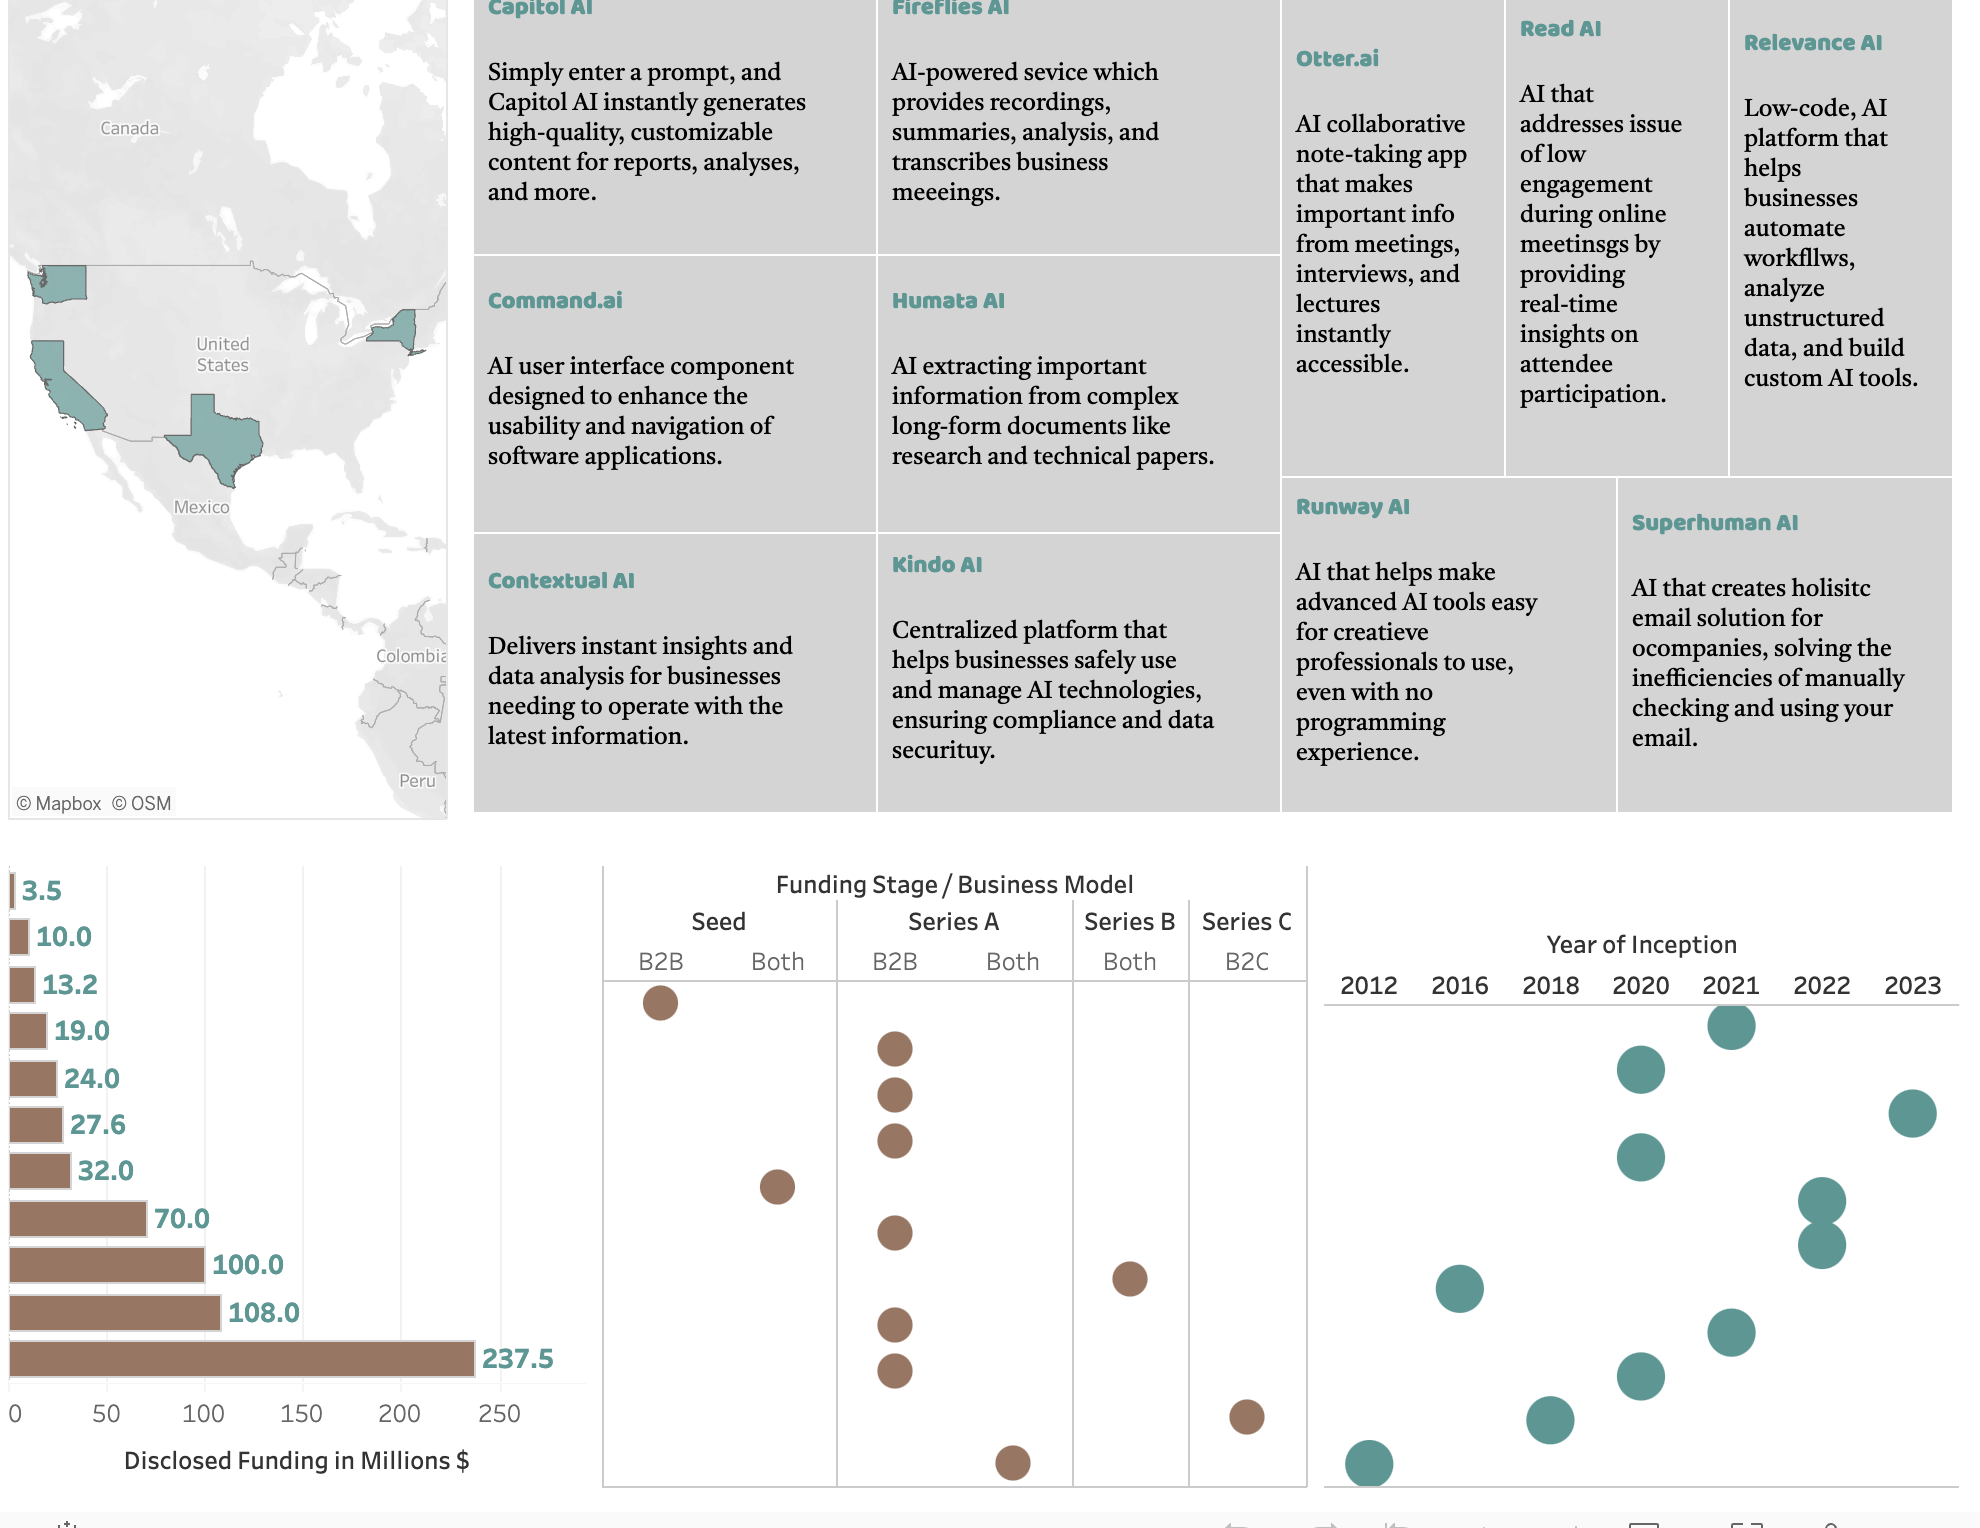 Canada
United
States
Mexico
Colombia
Peru
© Mapbox © OSM
Capitol AI
Simply enter a prompt, and
Capitol AI instantly generates
high-quality, customizable
content for reports, analyses,
and more.
Fireflies AI
AI-powered sevice which
provides recordings,
summaries, analysis, and
transcribes business
meeeings.
Otter.ai
AI collaborative
note-taking app
that makes
important info
from meetings,
interviews, and
lectures
instantly
accessible.
Read AI
AI that
addresses issue
of low
engagement
during online
meetinsgs by
providing
real-time
insights on
attendee
participation.
Relevance AI
Low-code, AI
platform that
helps
businesses
automate
workfllws,
analyze
unstructured
data, and build
custom AI tools.
Command.ai
AI user interface component
designed to enhance the
usability and navigation of
software applications.
Humata AI
AI extracting important
information from complex
long-form documents like
research and technical papers.
Contextual AI
Delivers instant insights and
data analysis for businesses
needing to operate with the
latest information.
Kindo AI
Centralized platform that
helps businesses safely use
and manage AI technologies,
ensuring compliance and data
securituy.
Runway AI
AI that helps make
advanced AI tools easy
for creatieve
professionals to use,
even with no
programming
experience.
Superhuman AI
AI that creates holisitc
email solution for
ocompanies, solving the
inefficiencies of manually
checking and using your
email.
3.5
10.0
13.2
19.0
24.0
27.6
32.0
70.0
100.0
108.0
237.5
0 50 100 150 200 250
Disclosed Funding in Millions $
Funding Stage / Business Model
Seed Series A Series B Series C
B2B Both B2B Both Both B2C
Year of Inception
2012 2016 2018 2020 2021 2022 2023